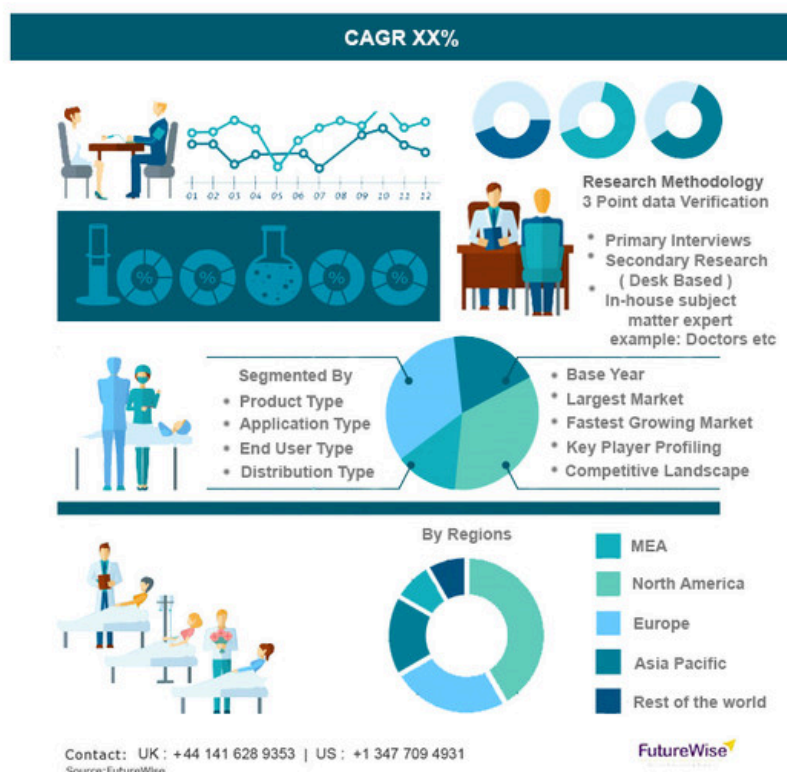 CAGR XX%
01 02 03 04 05 06 07 08 09 10 11 12
Research Methodology
3 Point data Verification
* Primary Interviews
* Secondary Research
( Desk Based )
* In-house subject
matter expert
example: Doctors etc
% % % %
Segmented By
* Product Type
* Application Type
* End User Type
* Distribution Type
* Base Year
* Largest Market
* Fastest Growing Market
* Key Player Profiling
* Competitive Landscape
By Regions
MEA
North America
Europe
Asia Pacific
Rest of the world
Contact: UK : +44 141 628 9353 | US : +1 347 709 4931
Source:FutureWise
FutureWise